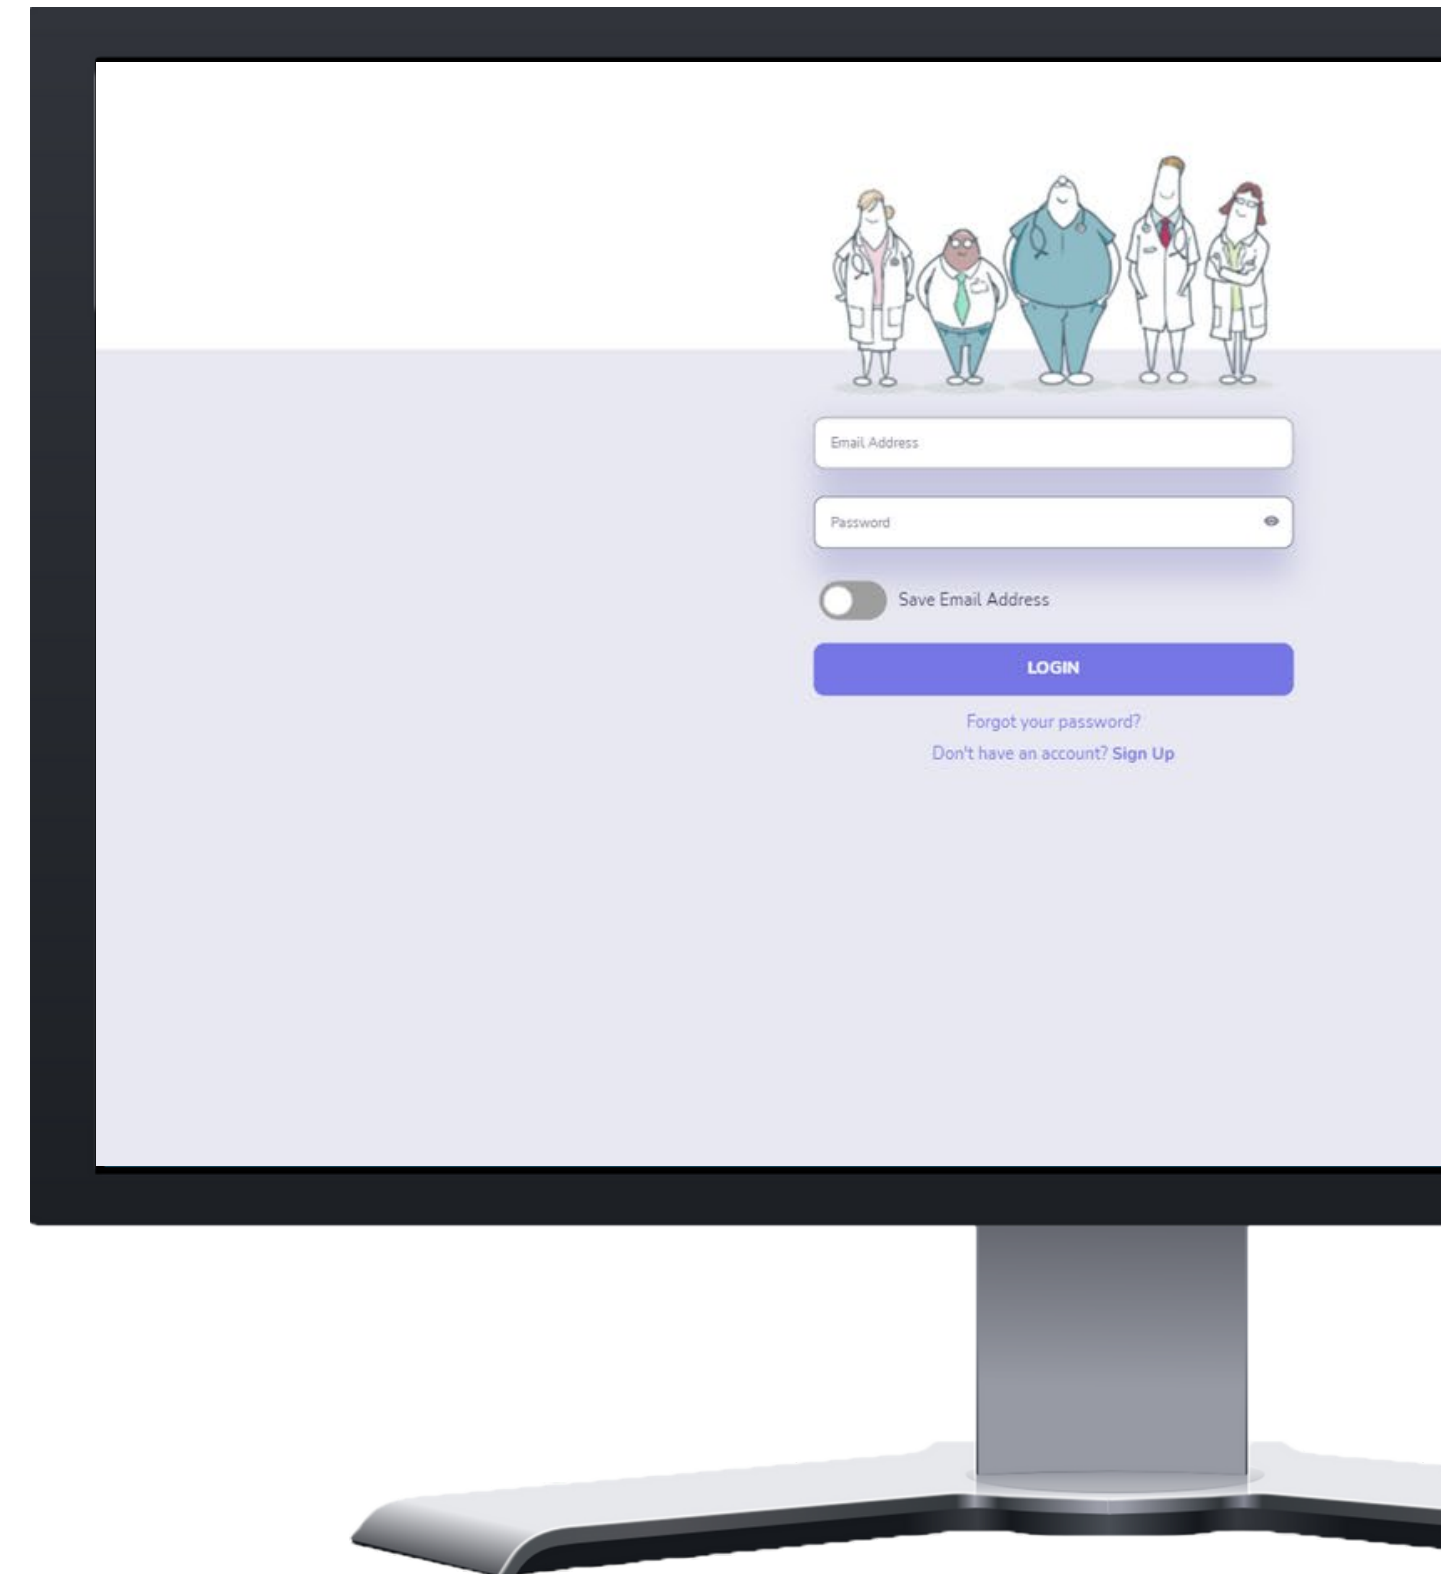 Email Address
Password
Save Email Address
LOGIN
Forgot your password?
Don't have an account? Sign Up